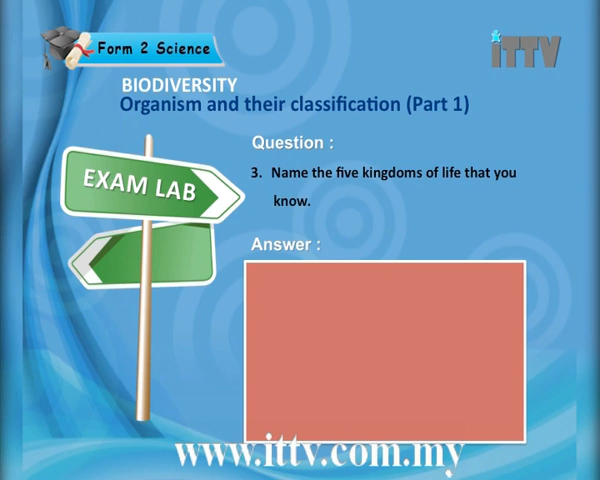 Form 2 Science
iTTV
BIODIVERSITY
Organism and their classification (Part 1)
Question :
3. Name the five kingdoms of life that you
know.
EXAM LAB
Answer :
www.ittv.com.my